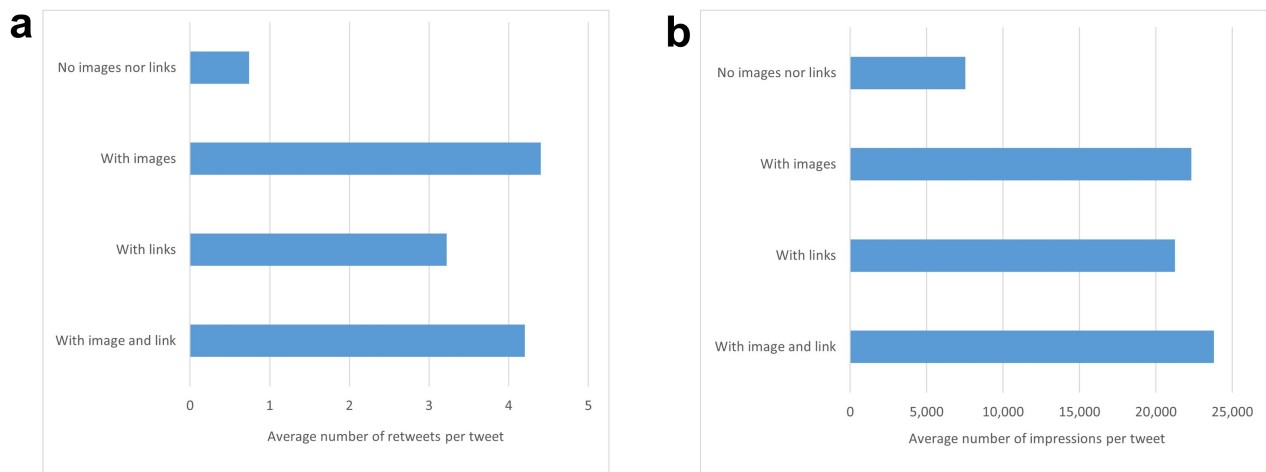 a
No images nor links
With images
With links
With image and link
0 1 2 3 4 5
Average number of retweets per tweet
b
No images nor links
With images
With links
With image and link
0 5,000 10,000 15,000 20,000 25,000
Average number of impressions per tweet